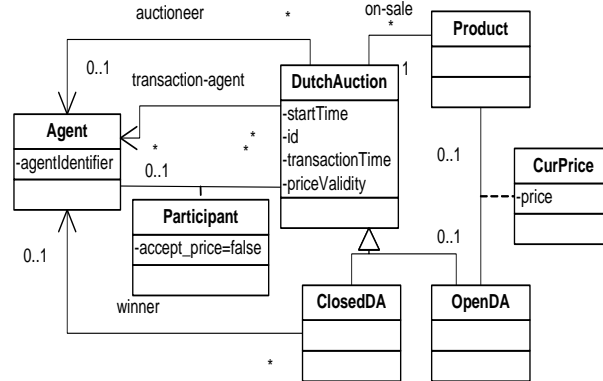 auctioneer
*
on-sale
*
Product
0..1
transaction-agent
DutchAuction
1
Agent
-startTime
-agentIdentifier
*
*
*
-id
-transactionTime
-priceValidity
0..1
0..1
CurPrice
-price
Participant
-accept_price=false
0..1
0..1
winner
ClosedDA
OpenDA
*